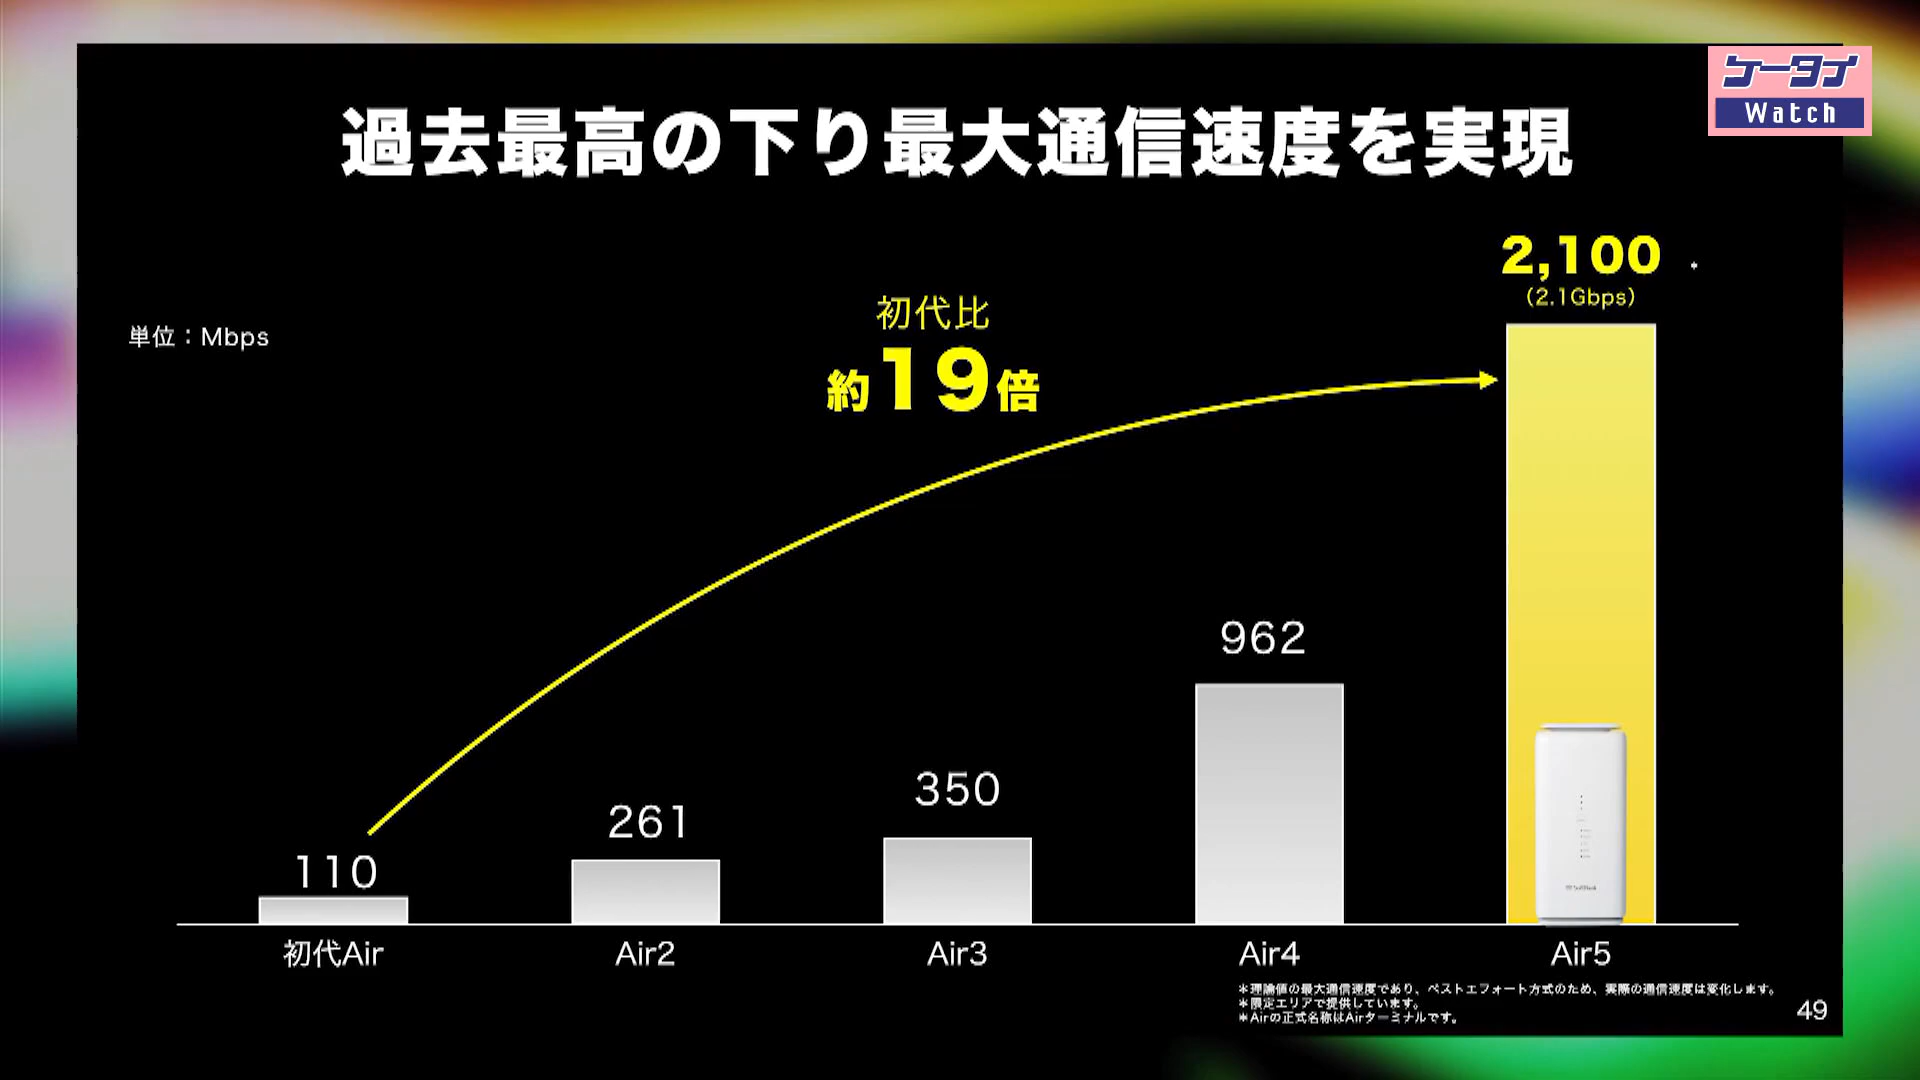 ケータイ
Watch
過去最高の下り最大通信速度を実現
単位：Mbps
初代比
約19倍
2,100 *
(2.1Gbps)
962
350
261
110
初代Air
Air2
Air3
Air4
Air5
SoftBank
*理論値の最大通信速度であり、ベストエフォート方式のため、実際の通信速度は変化します。
*限定エリアで提供しています。
*Airの正式名称はAirターミナルです。
49